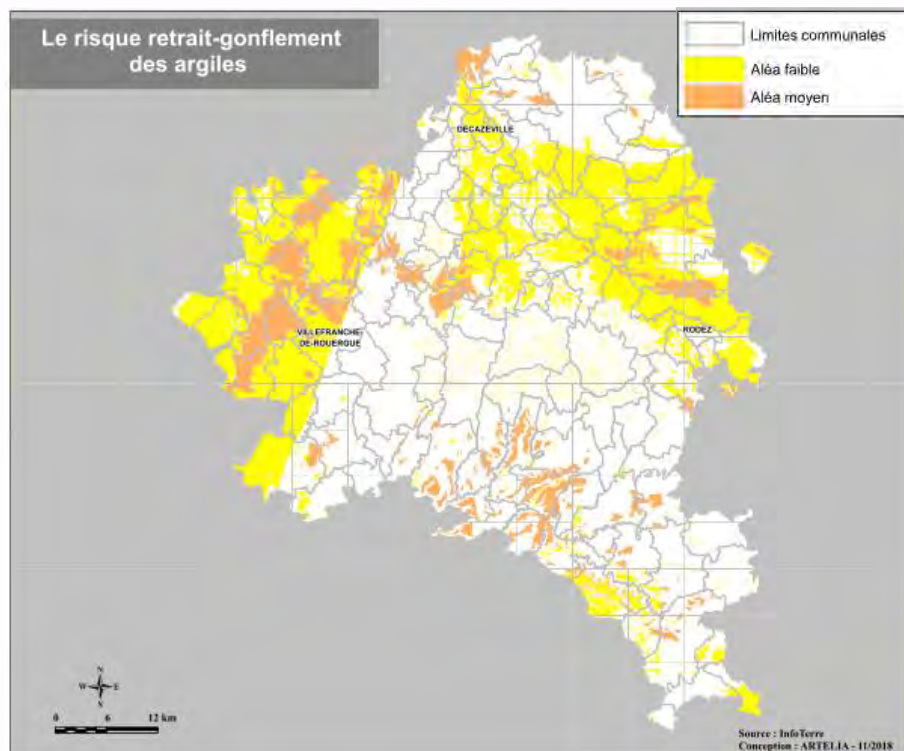 Le risque retrait-gonflement
des argiles
Limites communales
Aléa faible
Aléa moyen
DECAZEVILLE
VILLEFRANCHE-
DE-ROUERGUE
RODEZ
N
W E
S
0 6 12 km
Source : InfoTerre
Conception : ARTELIA - 11/2018